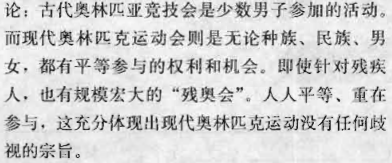 论：古代奥林匹亚竞技会是少数男子参加的活动。
而现代奥林匹克运动会则是无论种族、民族、男
女，都有平等参与的权利和机会。即使针对残疾
人，也有规模宏大的“残奥会”。人人平等、重在
参与，这充分体现出现代奥林匹克运动没有任何歧
视的宗旨。